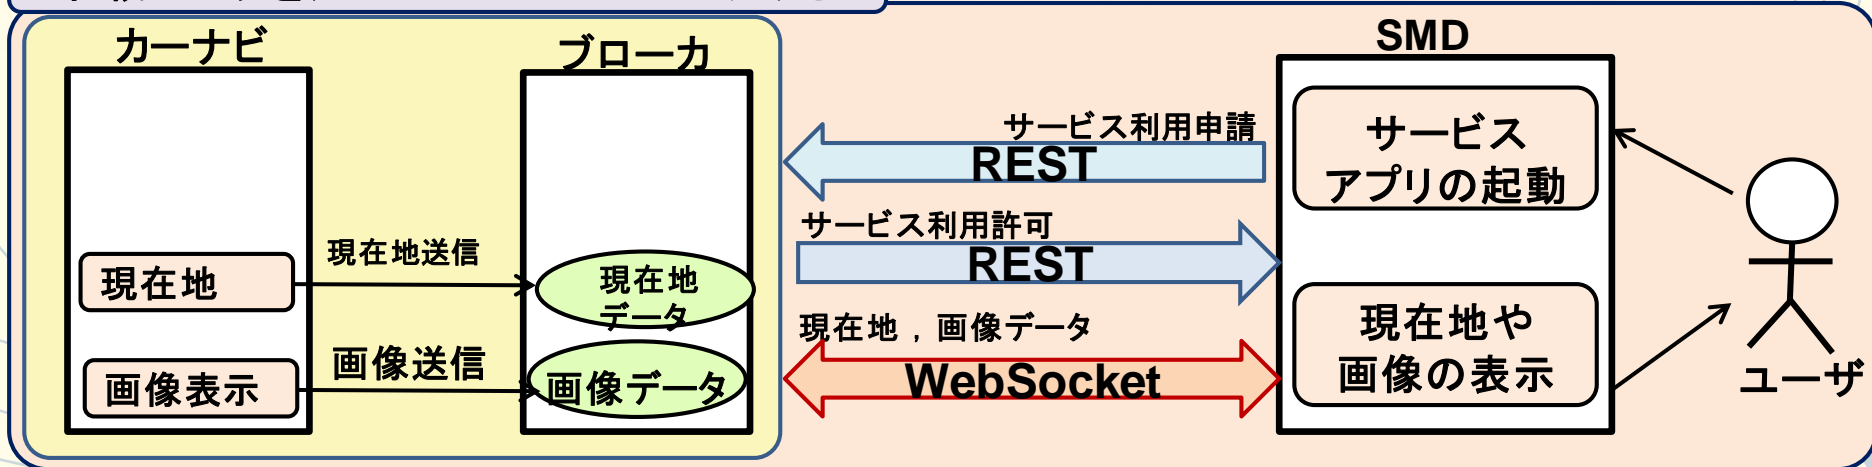 カーナビ
ブローカ
SMD
現在地
現在地送信
現在地
データ
画像表示
画像送信
画像データ
サービス利用申請
REST
サービス利用許可
REST
現在地，画像データ
WebSocket
サービス
アプリの起動
現在地や
画像の表示
ユーザ